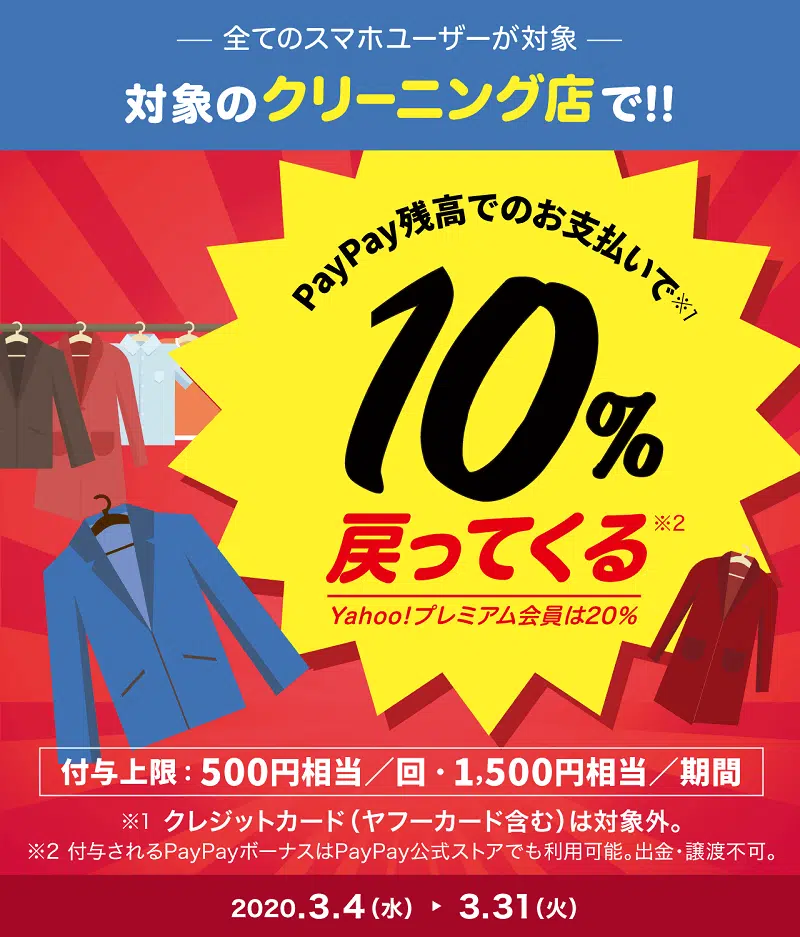 全てのスマホユーザーが対象
対象のクリーニング店で!!
PayPay残高でのお支払いで※1
10%
戻ってくる※2
Yahoo!プレミアム会員は20%
付与上限：500円相当／回・1,500円相当／期間
※1 クレジットカード（ヤフーカード含む）は対象外。
※2 付与されるPayPayボーナスはPayPay公式ストアでも利用可能。出金・譲渡不可。
2020.3.4（水）▶ 3.31（火）